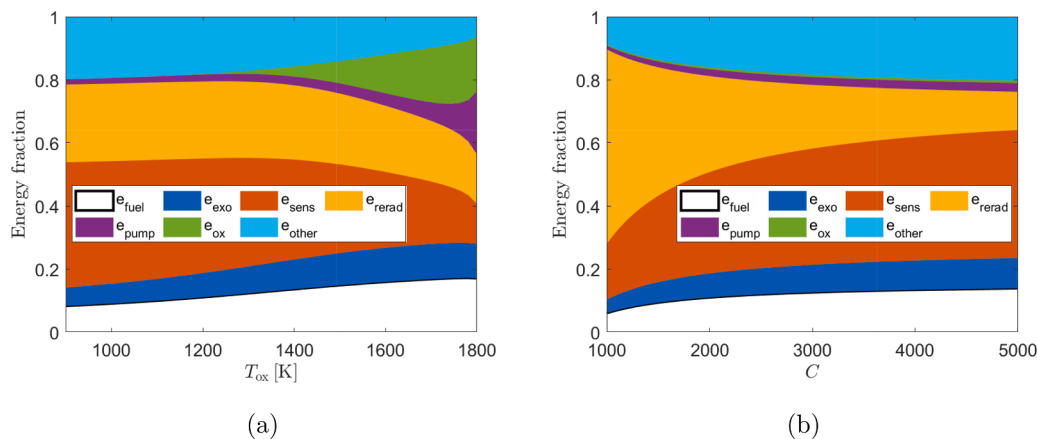 1
0.8
0.6
0.4
0.2
0
Energy fraction
e_fuel e_exo e_sens e_rerad
e_pump e_ox e_other
1000 1200 1400 1600 1800
T_ox [K]
(a)
1
0.8
0.6
0.4
0.2
0
Energy fraction
e_fuel e_exo e_sens e_rerad
e_pump e_ox e_other
1000 2000 3000 4000 5000
C
(b)